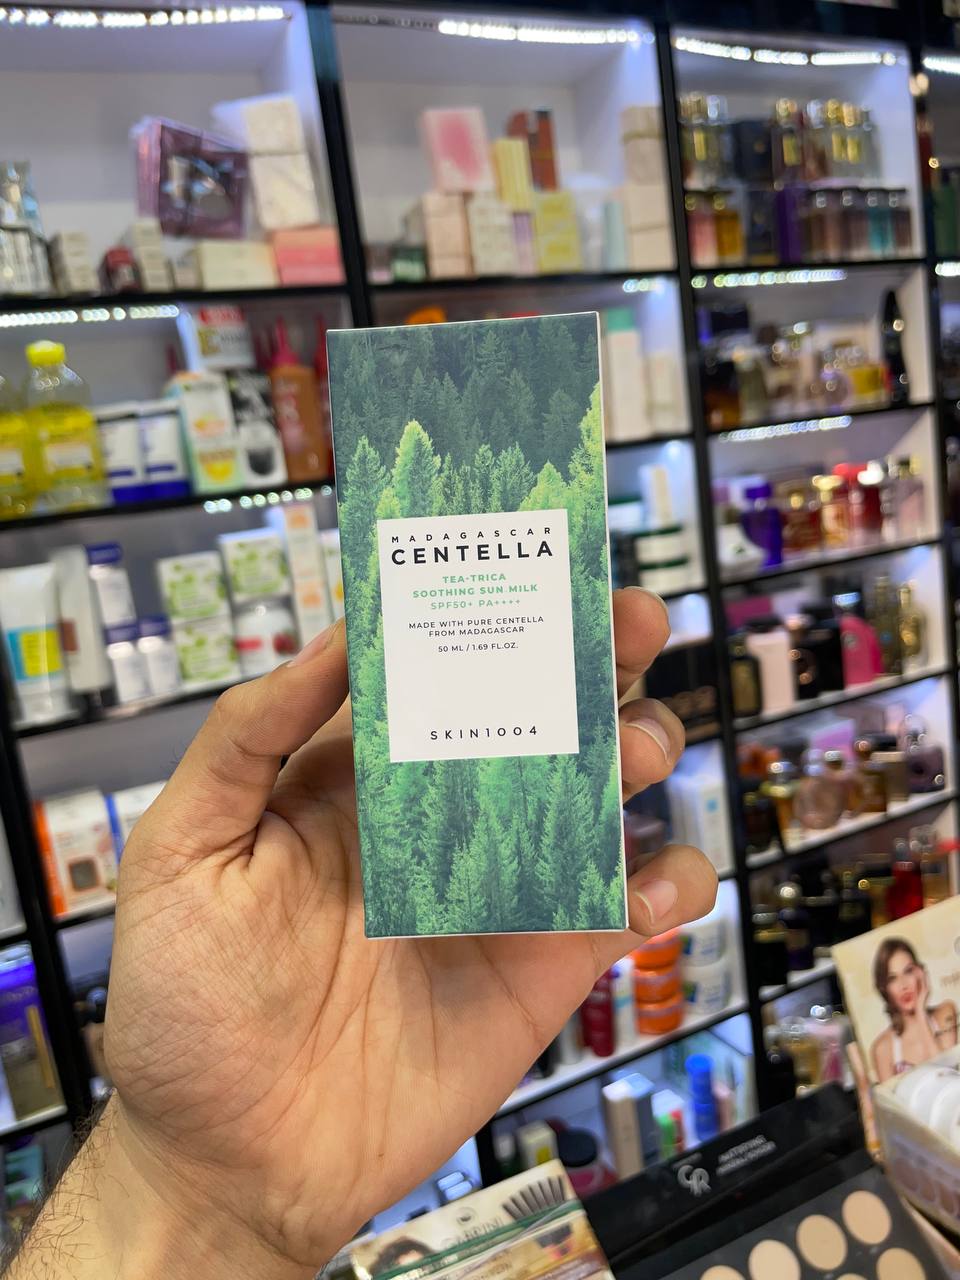 MADAGASCAR
CENTELLA
TEA-TRICA
SOOTHING SUN MILK
SPF50+ PA++++
MADE WITH PURE CENTELLA
FROM MADAGASCAR
50 ML / 1.69 FL.OZ.
SKIN1004
GR